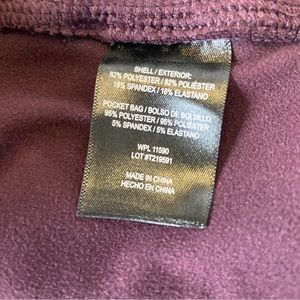 SHELL / EXTERIOR:
82% POLYESTER / 82% POLIÉSTER
18% SPANDEX / 18% ELASTANO
POCKET BAG / BOLSO DE BOLSILLO:
95% POLYESTER / 95% POLIÉSTER
5% SPANDEX / 5% ELASTANO
WPL 11590
LOT #T219591
MADE IN CHINA
HECHO EN CHINA